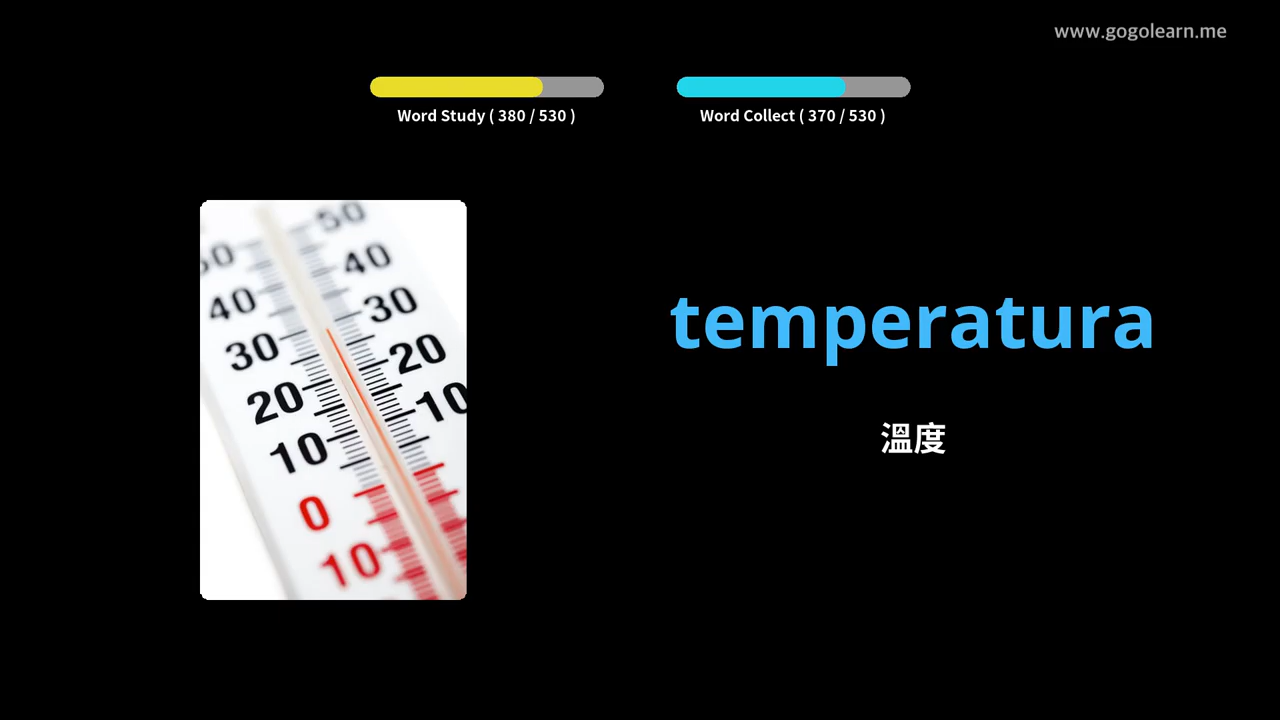 www.gogolearn.me
Word Study ( 380 / 530 )
Word Collect ( 370 / 530 )
50
40
40
30
30
20
20
10
10
0
10
temperatura
溫度